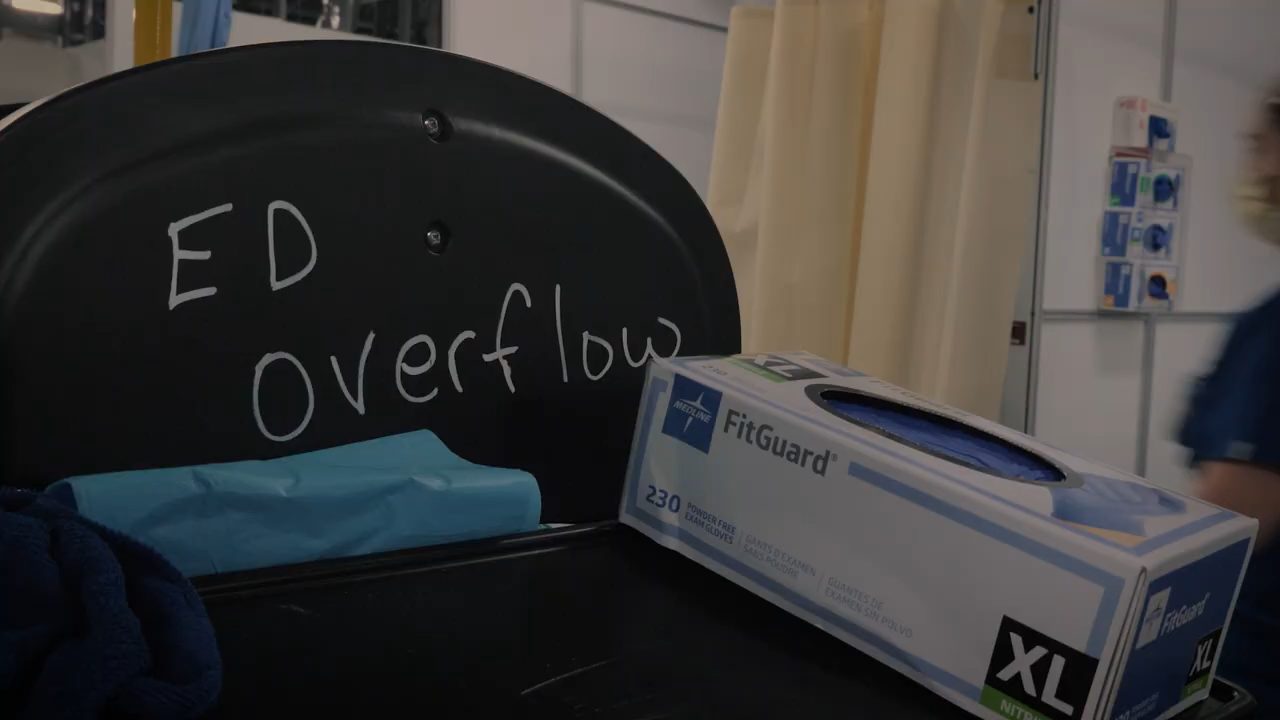 ED
overflow
230
XL
MEDLINE
FitGuard®
230 POWDER FREE
EXAM GLOVES
GANTS D'EXAMEN
SANS POUDRE
GUANTES DE
EXAMEN SIN POLVO
XL
FitGuard
XL